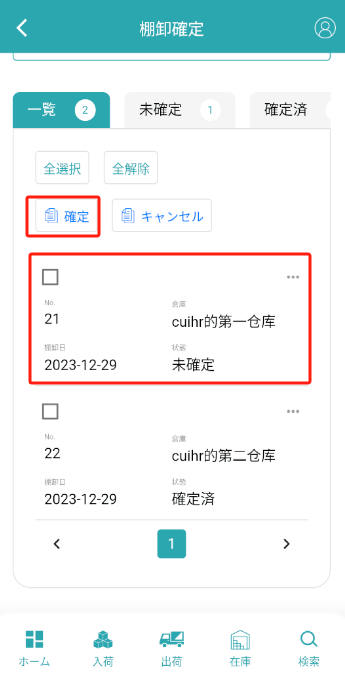 棚卸確定
一覧 2 未確定 1 確定済
全選択 全解除
確定 キャンセル
No. 倉庫
21 cuihr的第一仓库
棚卸日 状態
2023-12-29 未確定
No. 倉庫
22 cuihr的第二仓库
棚卸日 状態
2023-12-29 確定済
1
ホーム 入荷 出荷 在庫 検索